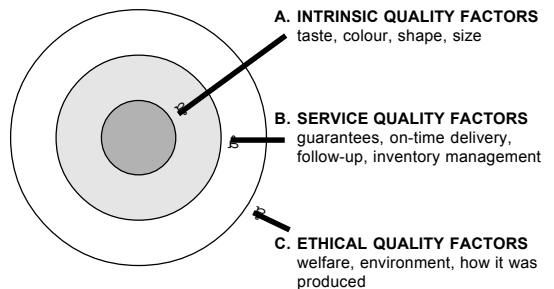 A. INTRINSIC QUALITY FACTORS
taste, colour, shape, size
B. SERVICE QUALITY FACTORS
guarantees, on-time delivery,
follow-up, inventory management
C. ETHICAL QUALITY FACTORS
welfare, environment, how it was
produced